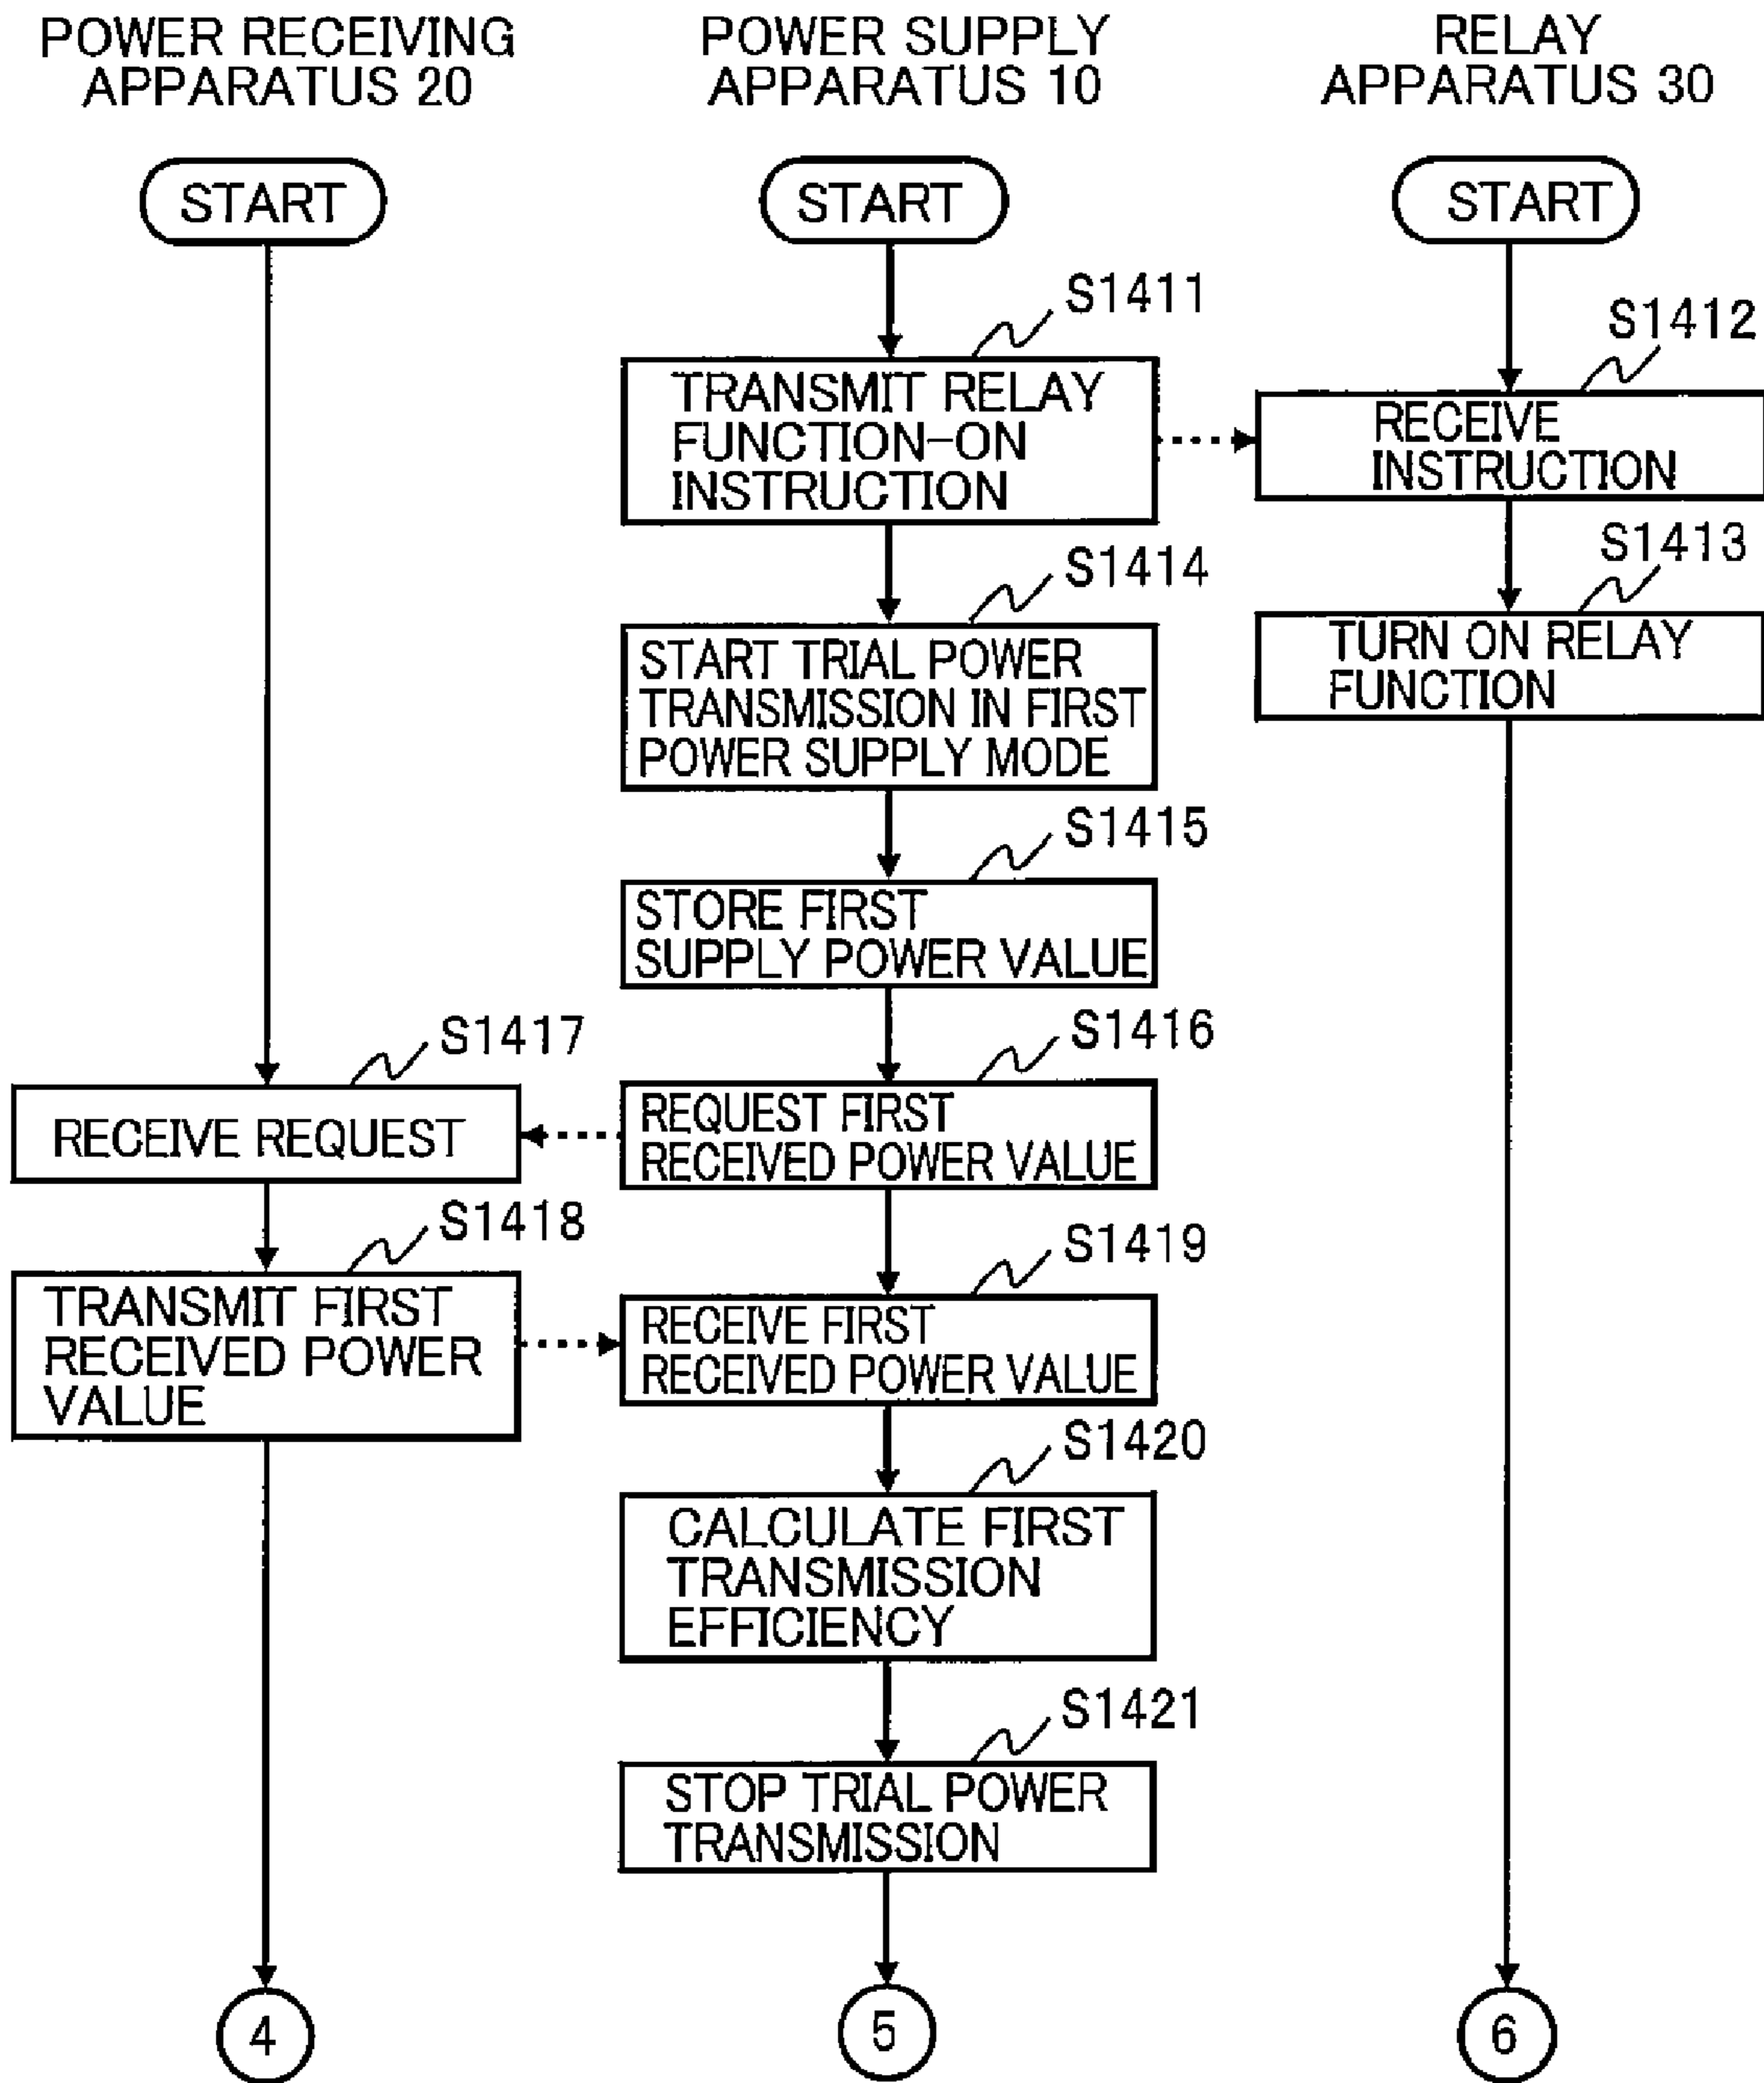 POWER RECEIVING
APPARATUS 20
POWER SUPPLY
APPARATUS 10
RELAY
APPARATUS 30
START
START
START
S1411
TRANSMIT RELAY
FUNCTION-ON
INSTRUCTION
S1412
RECEIVE
INSTRUCTION
S1413
TURN ON RELAY
FUNCTION
S1414
START TRIAL POWER
TRANSMISSION IN FIRST
POWER SUPPLY MODE
S1415
STORE FIRST
SUPPLY POWER VALUE
S1416
REQUEST FIRST
RECEIVED POWER VALUE
S1417
RECEIVE REQUEST
S1418
TRANSMIT FIRST
RECEIVED POWER
VALUE
S1419
RECEIVE FIRST
RECEIVED POWER VALUE
S1420
CALCULATE FIRST
TRANSMISSION
EFFICIENCY
S1421
STOP TRIAL POWER
TRANSMISSION
4
5
6